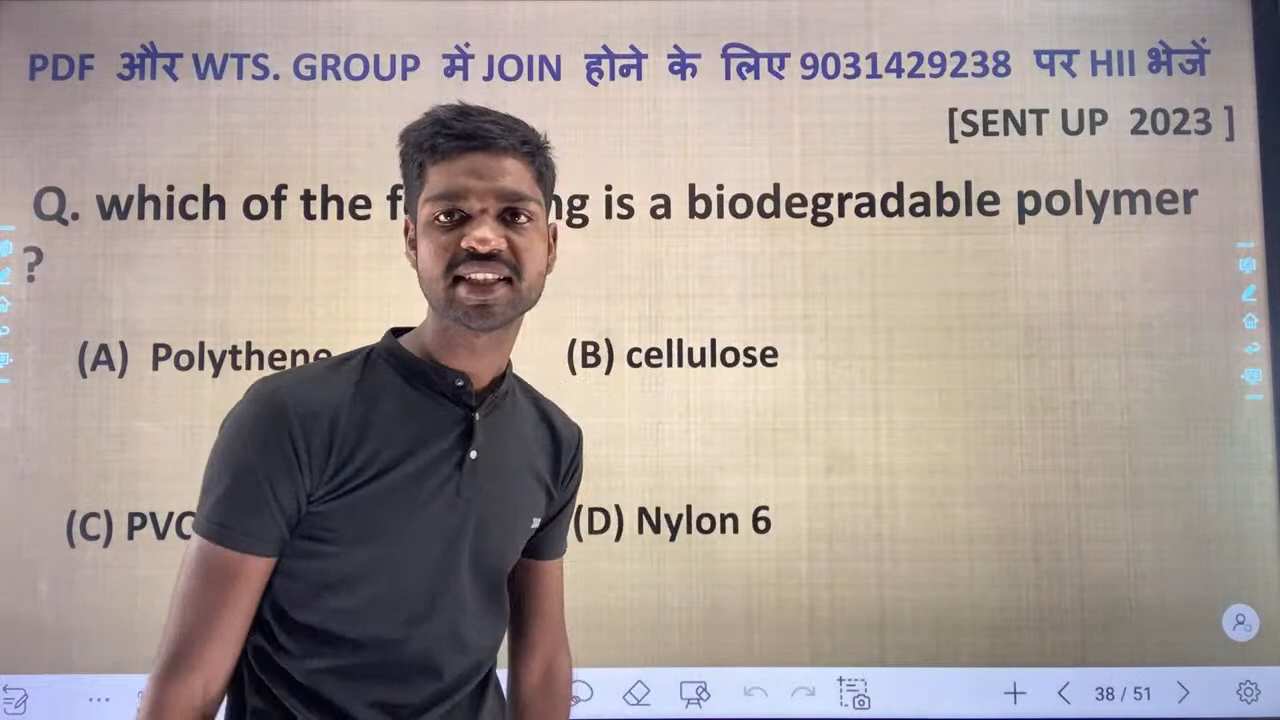 PDF और WTS. GROUP में JOIN होने के लिए 9031429238 पर HII भेजें
[SENT UP 2023 ]
Q. which of the is a biodegradable polymer
?
(A) Polythene (B) cellulose
(C) PVC (D) Nylon 6
38 / 51